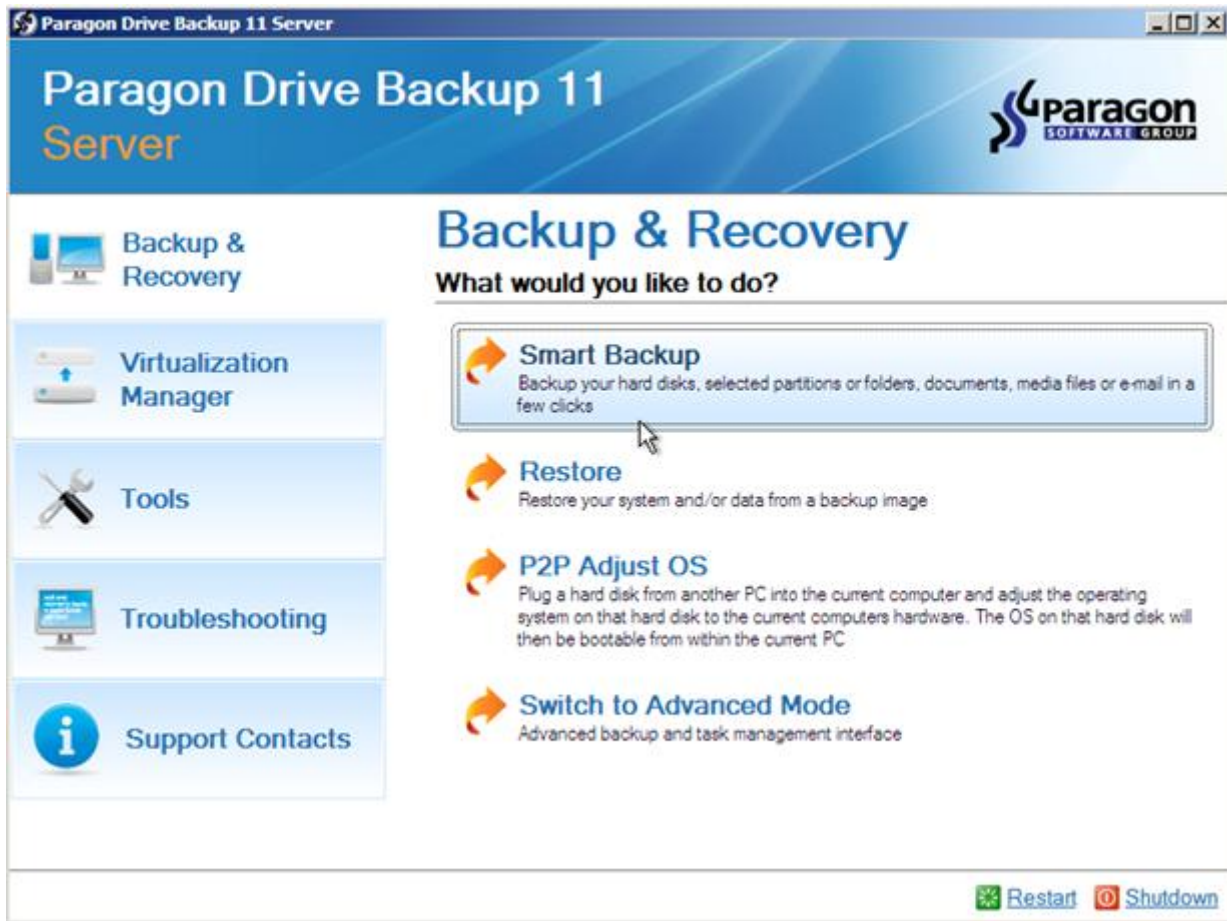 Paragon Drive Backup 11 Server
Paragon Drive Backup 11
Server
Paragon
SOFTWARE GROUP
Backup &
Recovery
Virtualization
Manager
Tools
Troubleshooting
Support Contacts
Backup & Recovery
What would you like to do?
Smart Backup
Backup your hard disks, selected partitions or folders, documents, media files or e-mail in a
few clicks
Restore
Restore your system and/or data from a backup image
P2P Adjust OS
Plug a hard disk from another PC into the current computer and adjust the operating
system on that hard disk to the current computers hardware. The OS on that hard disk will
then be bootable from within the current PC
Switch to Advanced Mode
Advanced backup and task management interface
Restart
Shutdown